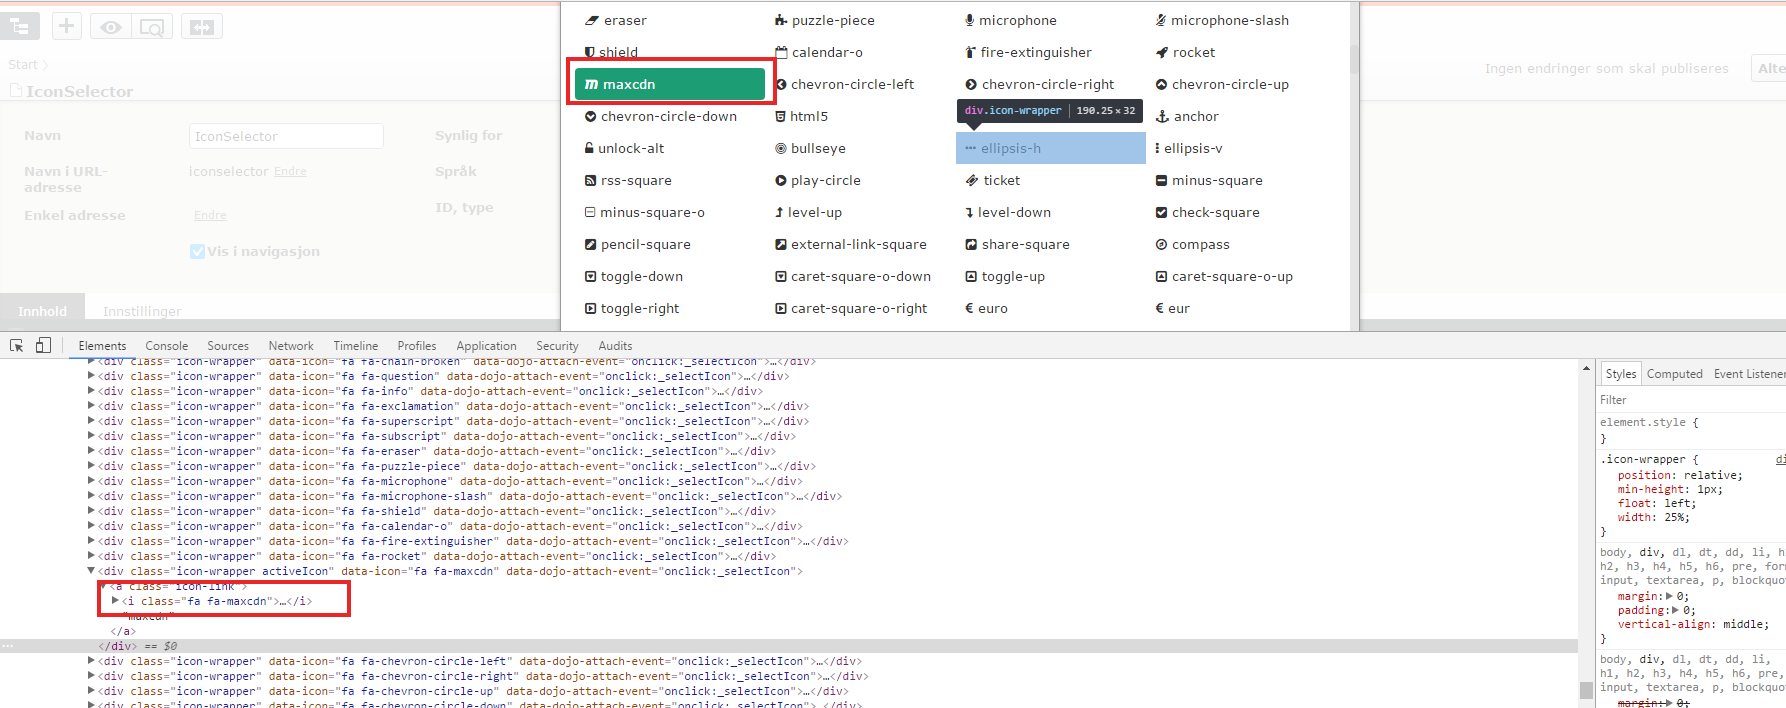 eraser puzzle-piece microphone microphone-slash
shield calendar-o fire-extinguisher rocket
Start
Ingen endringer som skal publiseres Alte
maxcdn chevron-circle-left chevron-circle-right chevron-circle-up
IconSelector
div.icon-wrapper 190.25×32
chevron-circle-down html5 anchor
Navn IconSelector Synlig for
unlock-alt bullseye ellipsis-h ellipsis-v
Navn i URL-
adresse
iconselector Endre Språk
rss-square play-circle ticket minus-square
Enkel adresse Endre ID, type
minus-square-o level-up level-down check-square
Vis i navigasjon
pencil-square external-link-square share-square compass
toggle-down caret-square-o-down toggle-up caret-square-o-up
Innhold Innstillinger
toggle-right caret-square-o-right € euro € eur
Elements Console Sources Network Timeline Profiles Application Security Audits
<div class="icon-wrapper" data-icon="fa fa-chain-broken" data-dojo-attach-event="onclick:_selectIcon">…</div>
<div class="icon-wrapper" data-icon="fa fa-question" data-dojo-attach-event="onclick:_selectIcon">…</div>
<div class="icon-wrapper" data-icon="fa fa-info" data-dojo-attach-event="onclick:_selectIcon">…</div>
<div class="icon-wrapper" data-icon="fa fa-exclamation" data-dojo-attach-event="onclick:_selectIcon">…</div>
<div class="icon-wrapper" data-icon="fa fa-superscript" data-dojo-attach-event="onclick:_selectIcon">…</div>
<div class="icon-wrapper" data-icon="fa fa-subscript" data-dojo-attach-event="onclick:_selectIcon">…</div>
<div class="icon-wrapper" data-icon="fa fa-eraser" data-dojo-attach-event="onclick:_selectIcon">…</div>
<div class="icon-wrapper" data-icon="fa fa-puzzle-piece" data-dojo-attach-event="onclick:_selectIcon">…</div>
<div class="icon-wrapper" data-icon="fa fa-microphone" data-dojo-attach-event="onclick:_selectIcon">…</div>
<div class="icon-wrapper" data-icon="fa fa-microphone-slash" data-dojo-attach-event="onclick:_selectIcon">…</div>
<div class="icon-wrapper" data-icon="fa fa-shield" data-dojo-attach-event="onclick:_selectIcon">…</div>
<div class="icon-wrapper" data-icon="fa fa-calendar-o" data-dojo-attach-event="onclick:_selectIcon">…</div>
<div class="icon-wrapper" data-icon="fa fa-fire-extinguisher" data-dojo-attach-event="onclick:_selectIcon">…</div>
<div class="icon-wrapper" data-icon="fa fa-rocket" data-dojo-attach-event="onclick:_selectIcon">…</div>
<div class="icon-wrapper activeIcon" data-icon="fa fa-maxcdn" data-dojo-attach-event="onclick:_selectIcon">
<a class="icon-link">
<i class="fa fa-maxcdn">…</i>
"maxcdn"
</a>
</div> == $0
<div class="icon-wrapper" data-icon="fa fa-chevron-circle-left" data-dojo-attach-event="onclick:_selectIcon">…</div>
<div class="icon-wrapper" data-icon="fa fa-chevron-circle-right" data-dojo-attach-event="onclick:_selectIcon">…</div>
<div class="icon-wrapper" data-icon="fa fa-chevron-circle-up" data-dojo-attach-event="onclick:_selectIcon">…</div>
<div class="icon-wrapper" data-icon="fa fa-chevron-circle-down" data-dojo-attach-event="onclick:_selectIcon">…</div>
Styles Computed Event Listener
Filter
element.style {
}
.icon-wrapper { di
position: relative;
min-height: 1px;
float: left;
width: 25%;
}
body, div, dl, dt, dd, li, h
h2, h3, h4, h5, h6, pre, for
input, textarea, p, blockquot
margin: 0;
padding: 0;
vertical-align: middle;
}
body, div, dl, dt, dd, li,
h1, h2, h3, h4, h5, h6, pre,
input, textarea, p, blockquo
margin: 0;